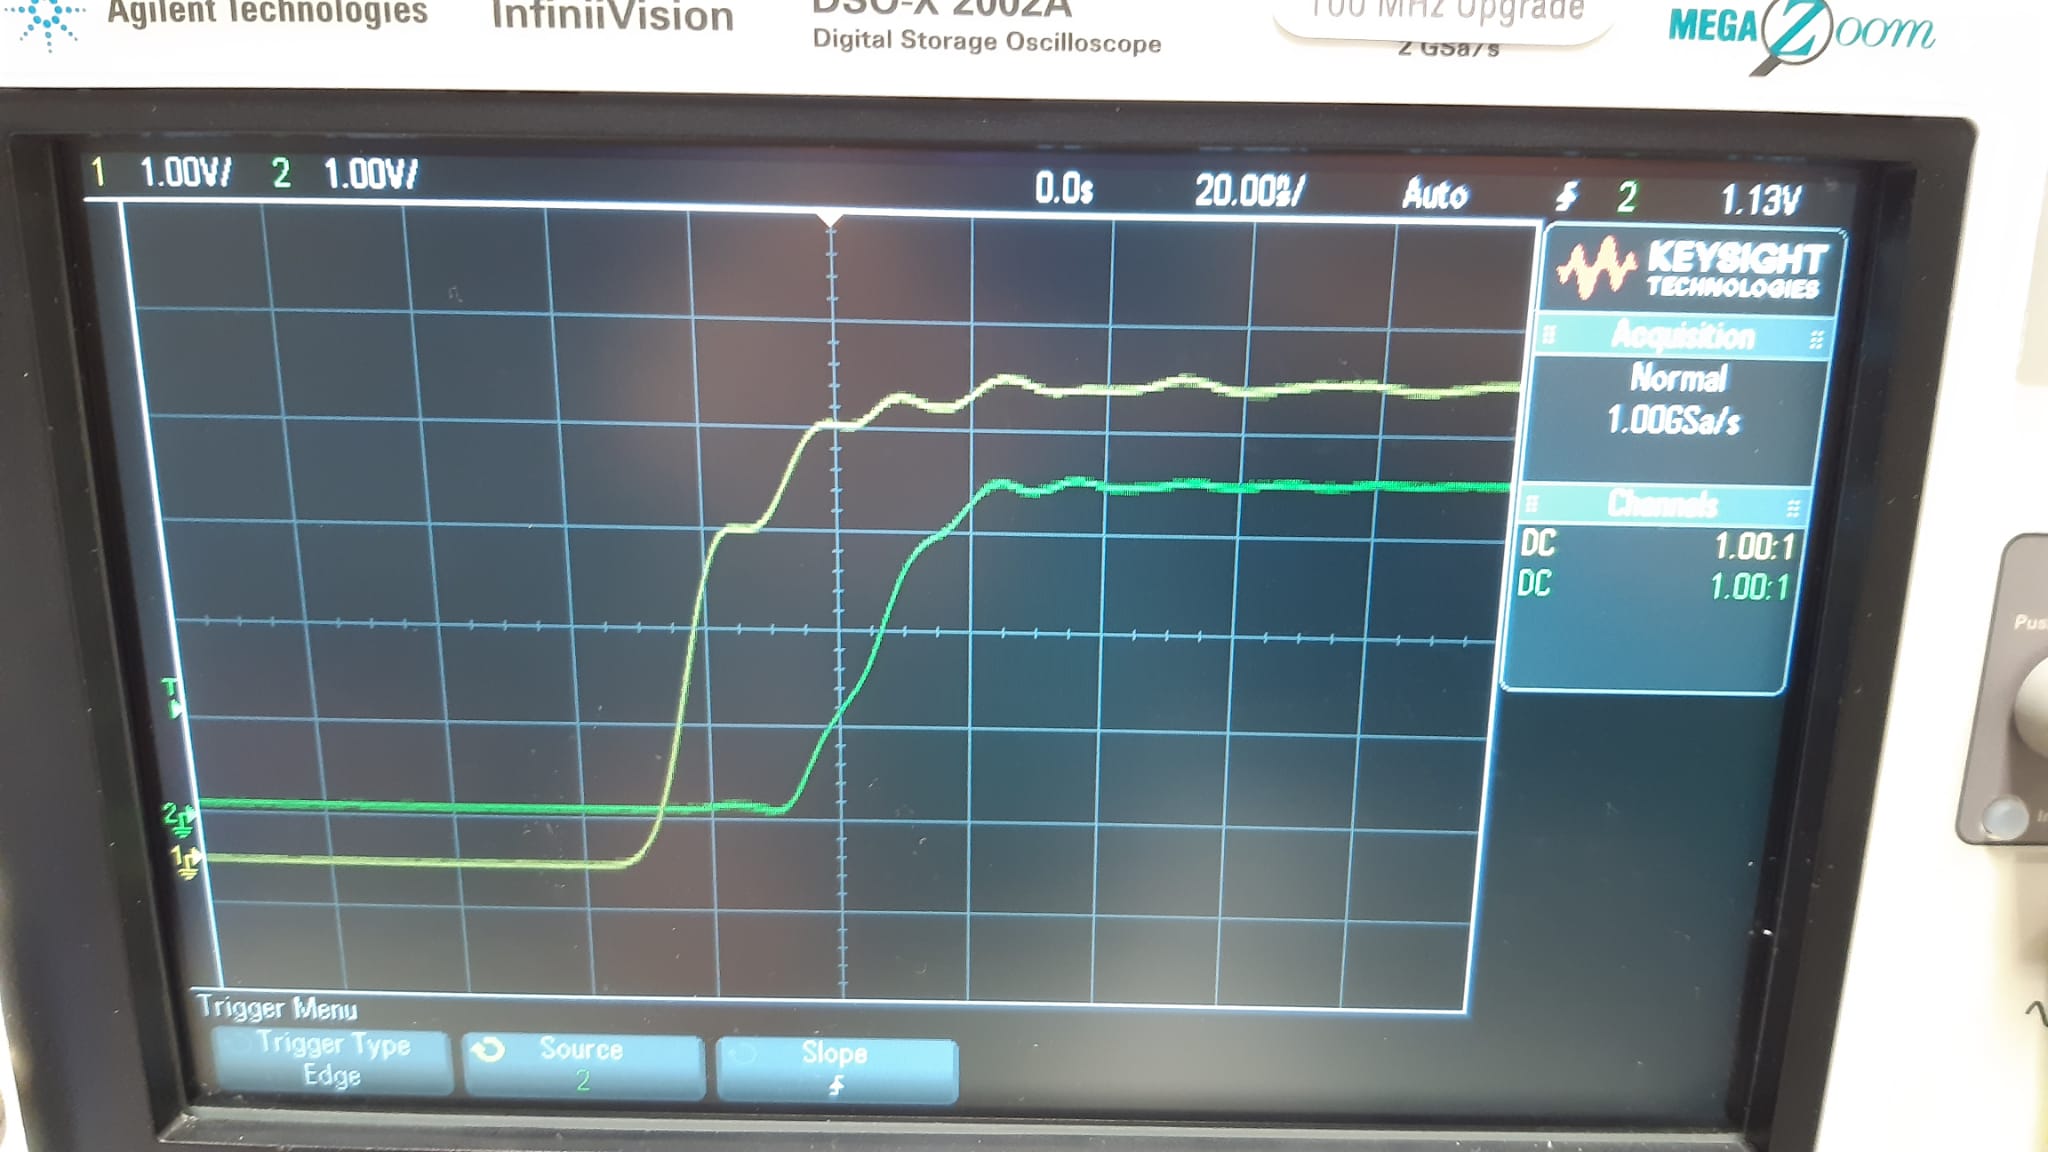 Agilent Technologies InfiniiVision DSO-X 2002A 100 MHz Upgrade MEGA Zoom
Digital Storage Oscilloscope 2 GSa/s
1 1.00V/ 2 1.00V/ 0.0s 20.00ns/ Auto 2 1.13V
KEYSIGHT
TECHNOLOGIES
Acquisition
Normal
1.00GSa/s
Channels
DC 1.00:1
DC 1.00:1
T
2
1
Trigger Menu
Trigger Type Source Slope
Edge 2